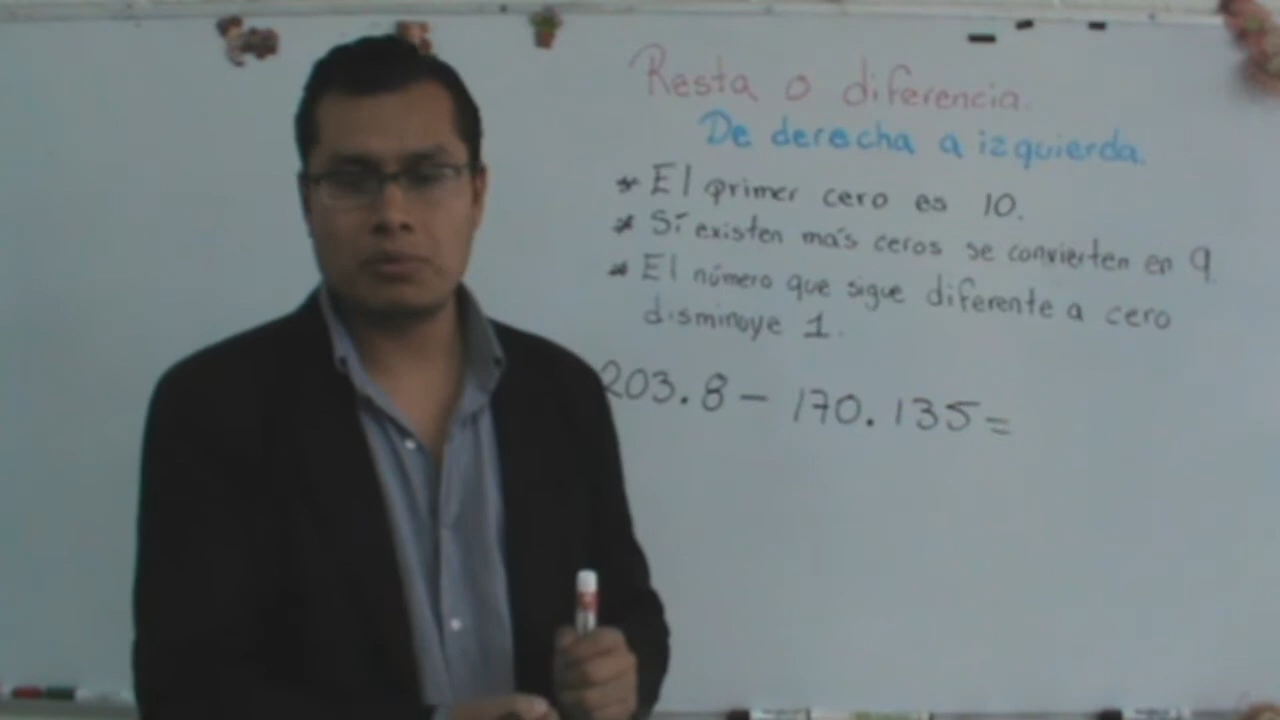 Resta o diferencia.
De derecha a izquierda.
* El primer cero es 10.
* Sí existen más ceros se convierten en 9
* El número que sigue diferente a cero
disminuye 1.
203.8 - 170.135=